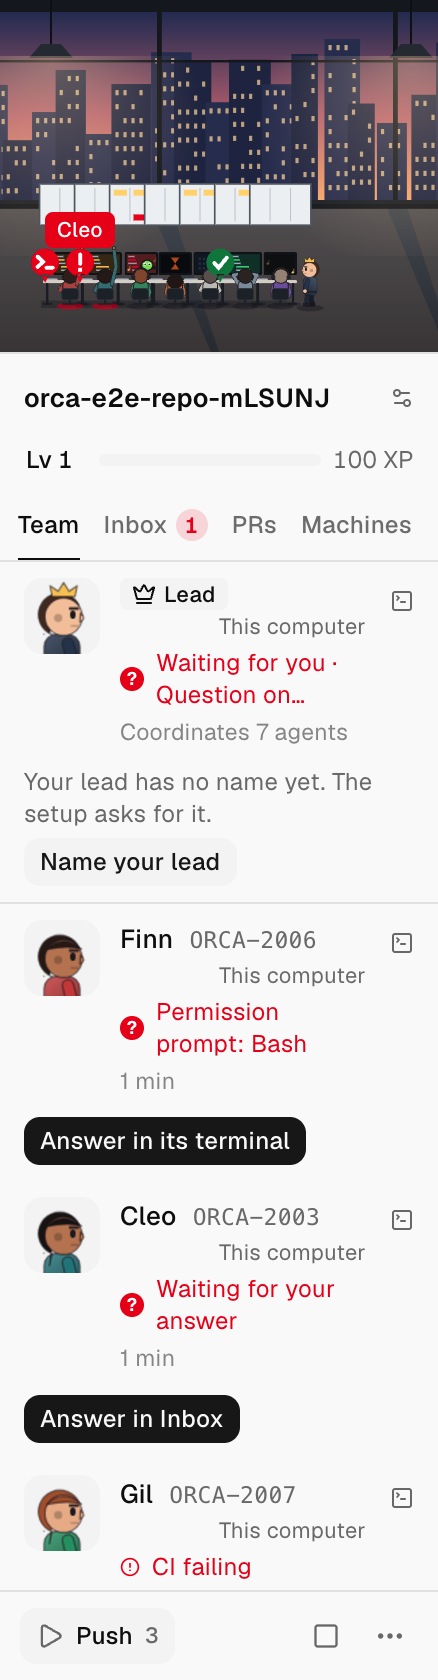 Cleo
orca-e2e-repo-mLSUNJ
Lv 1
100 XP
Team
Inbox 1
PRs
Machines
Lead
This computer
Waiting for you ·
Question on...
Coordinates 7 agents
Your lead has no name yet. The
setup asks for it.
Name your lead
Finn ORCA-2006
This computer
Permission
prompt: Bash
1 min
Answer in its terminal
Cleo ORCA-2003
This computer
Waiting for your
answer
1 min
Answer in Inbox
Gil ORCA-2007
This computer
CI failing
Push 3